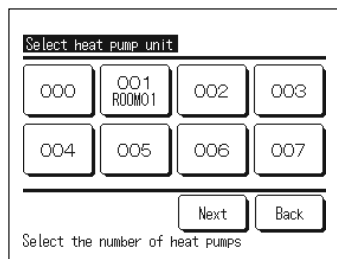 Select heat pump unit
000
001
ROOM01
002
003
004
005
006
007
Next
Back
Select the number of heat pumps